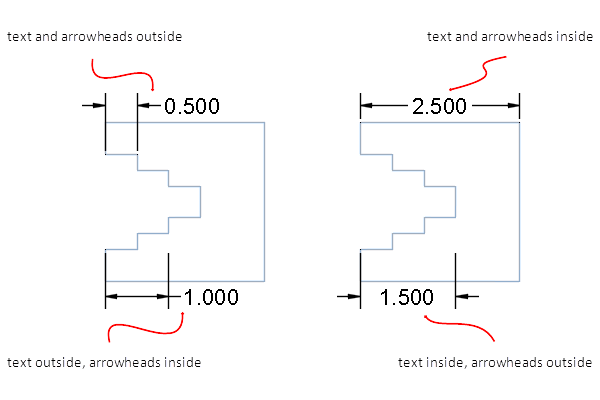 text and arrowheads outside
text and arrowheads inside
0.500
2.500
1.000
1.500
text outside, arrowheads inside
text inside, arrowheads outside